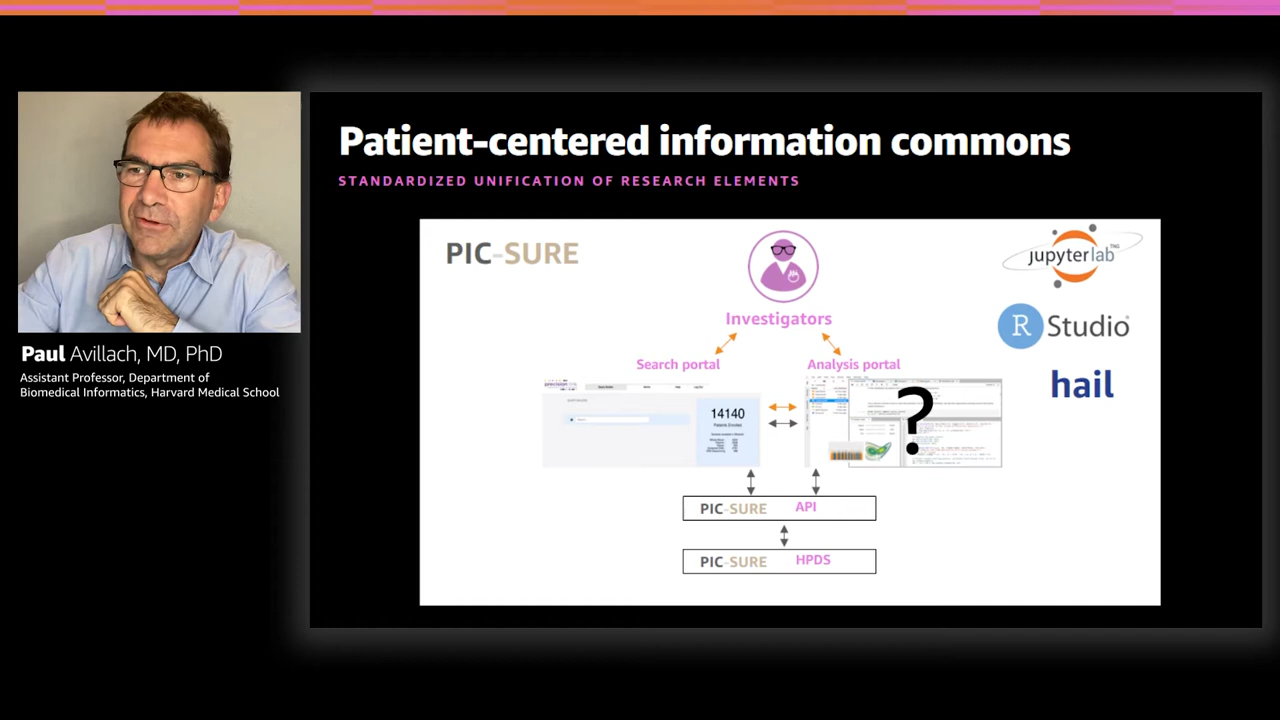 Patient-centered information commons
STANDARDIZED UNIFICATION OF RESEARCH ELEMENTS
Paul Avillach, MD, PhD
Assistant Professor, Department of
Biomedical Informatics, Harvard Medical School
PIC-SURE
Investigators
Search portal
Analysis portal
14140
Patients Enrolled
?
PIC-SURE API
PIC-SURE HPDS
jupyterlab
R Studio
hail